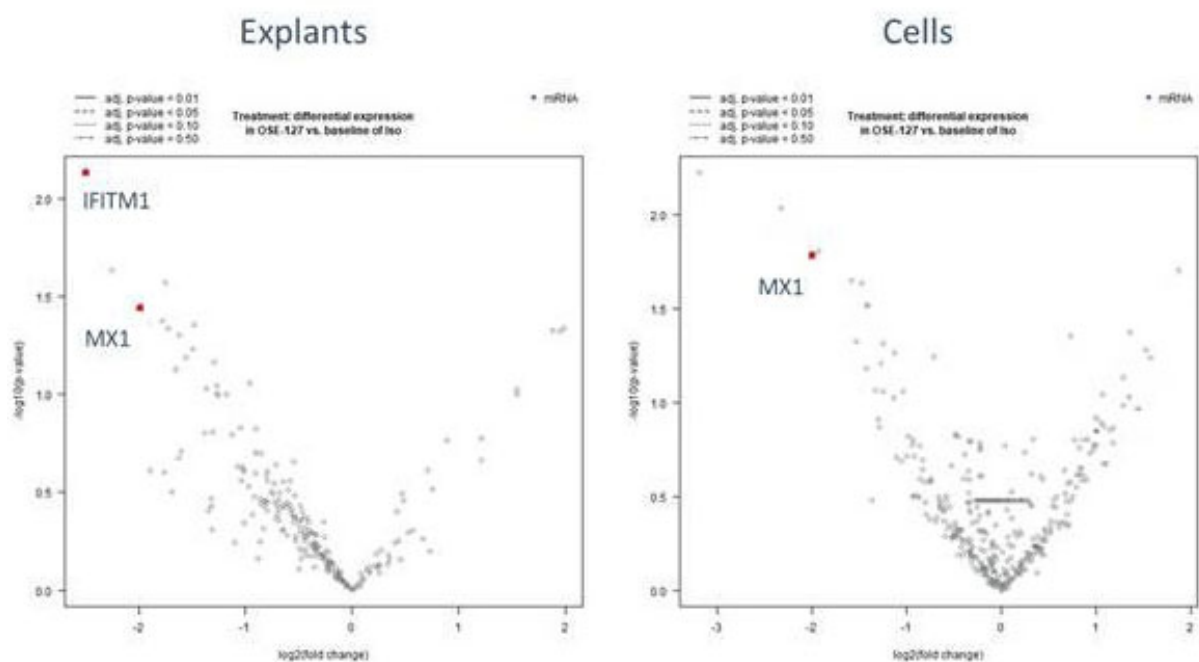 Explants
adj. p-value < 0.01
adj. p-value < 0.05
adj. p-value < 0.10
adj. p-value < 0.50
Treatment: differential expression
in OSE-127 vs. baseline of Iso
mRNA
IFITM1
MX1
-log10(p-value)
2.0
1.5
1.0
0.5
0.0
-2
-1
0
1
2
log2(fold change)
Cells
adj. p-value < 0.01
adj. p-value < 0.05
adj. p-value < 0.10
adj. p-value < 0.50
Treatment: differential expression
in OSE-127 vs. baseline of Iso
mRNA
MX1
-log10(p-value)
2.0
1.5
1.0
0.5
0.0
-3
-2
-1
0
1
2
log2(fold change)